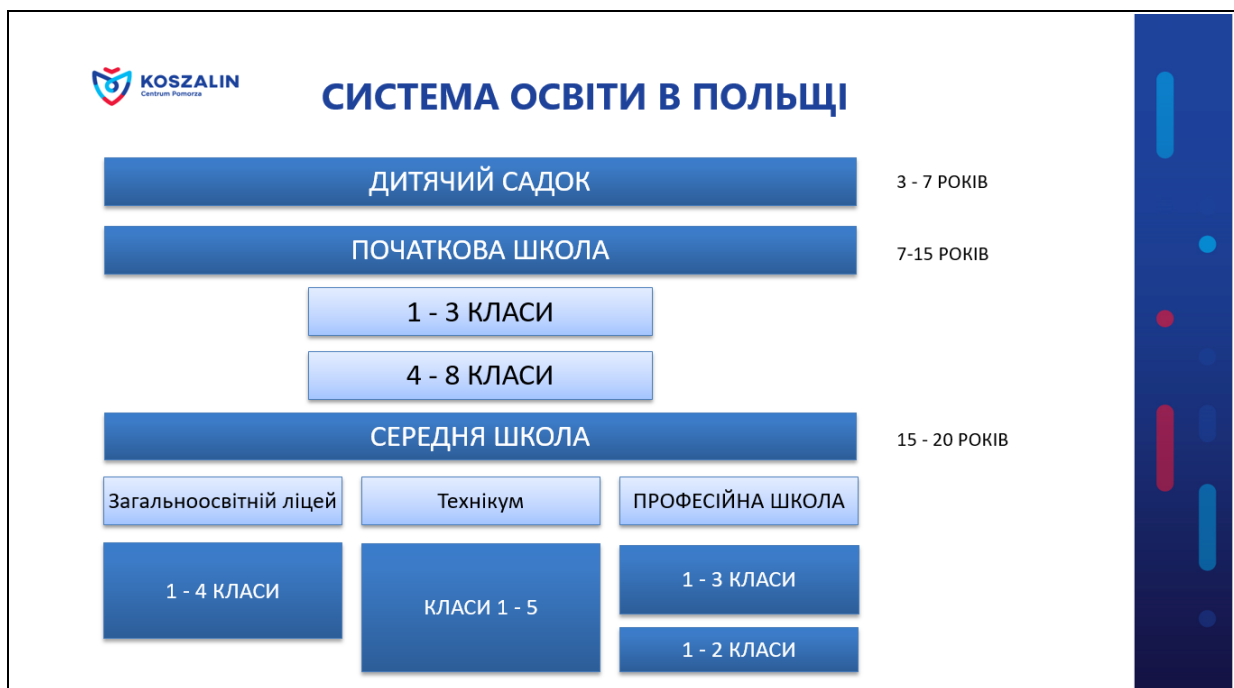 KOSZALIN
Centrum Pomorza
СИСТЕМА ОСВІТИ В ПОЛЬЩІ
ДИТЯЧИЙ САДОК
3 - 7 РОКІВ
ПОЧАТКОВА ШКОЛА
7-15 РОКІВ
1 - 3 КЛАСИ
4 - 8 КЛАСИ
СЕРЕДНЯ ШКОЛА
15 - 20 РОКІВ
Загальноосвітній ліцей
Технікум
ПРОФЕСІЙНА ШКОЛА
1 - 4 КЛАСИ
КЛАСИ 1 - 5
1 - 3 КЛАСИ
1 - 2 КЛАСИ